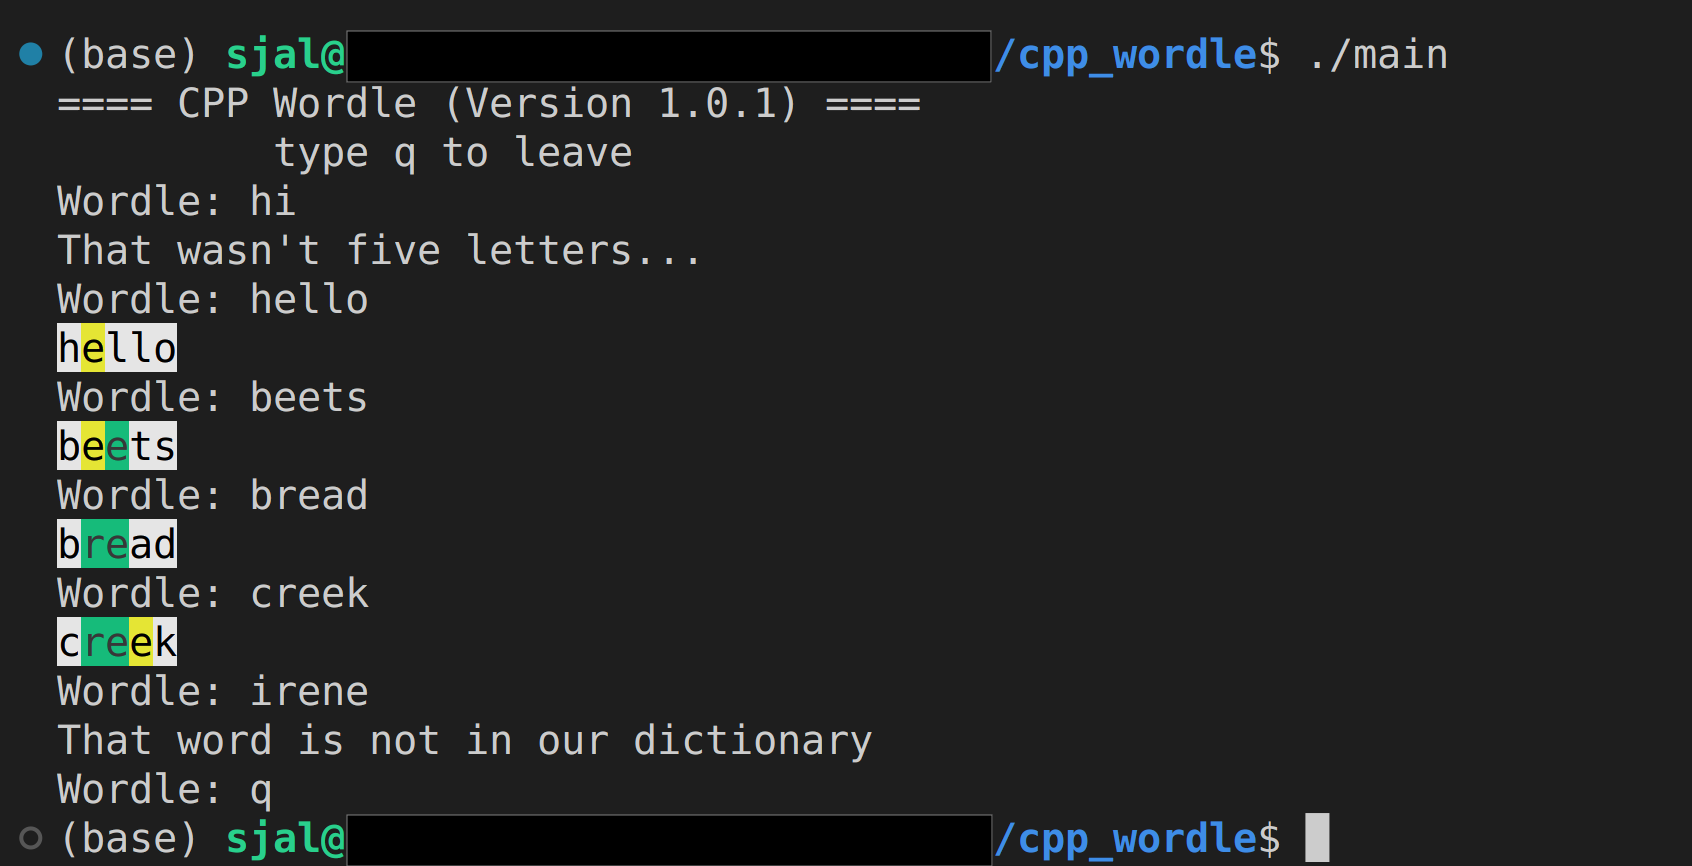 (base) sjal@ /cpp_wordle$ ./main
==== CPP Wordle (Version 1.0.1) ====
type q to leave
Wordle: hi
That wasn't five letters...
Wordle: hello
hello
Wordle: beets
beets
Wordle: bread
bread
Wordle: creek
creek
Wordle: irene
That word is not in our dictionary
Wordle: q
(base) sjal@ /cpp_wordle$